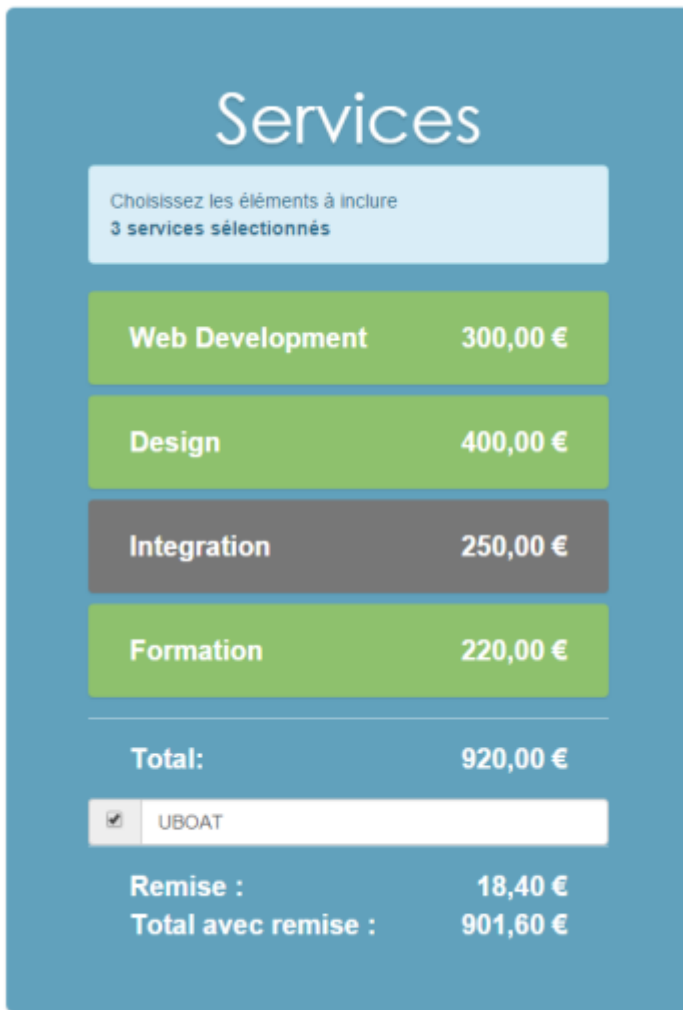 Services
Choisissez les éléments à inclure
3 services sélectionnés
Web Development 300,00 €
Design 400,00 €
Integration 250,00 €
Formation 220,00 €
Total: 920,00 €
UBOAT
Remise : 18,40 €
Total avec remise : 901,60 €